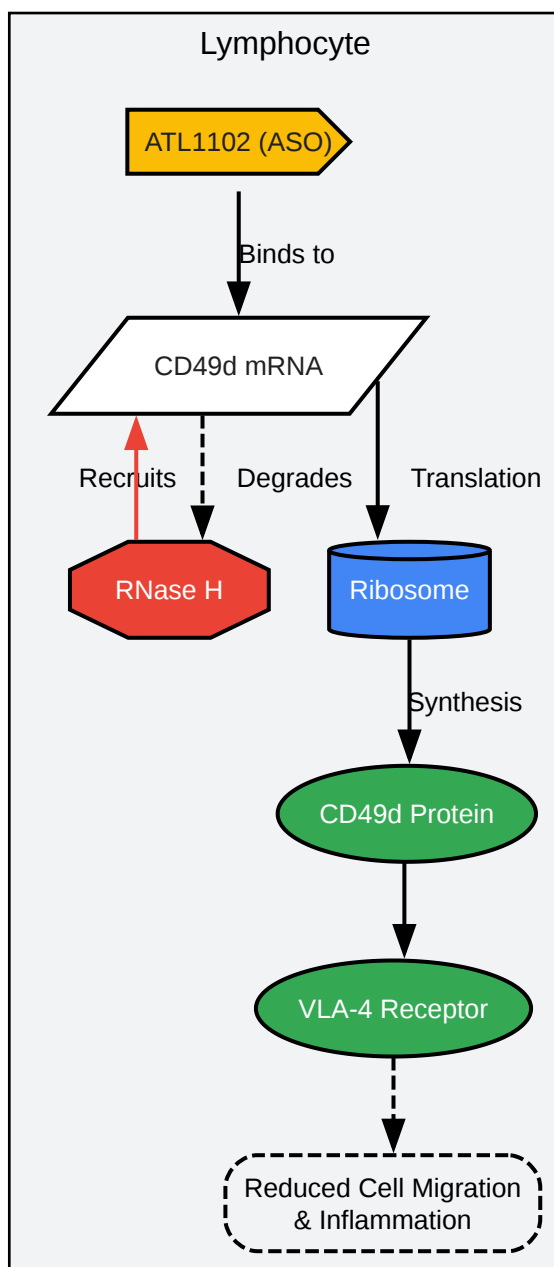 Lymphocyte
ATL1102 (ASO)
Binds to
CD49d mRNA
Recruits
Degrades
Translation
RNase H
Ribosome
Synthesis
CD49d Protein
VLA-4 Receptor
Reduced Cell Migration
& Inflammation